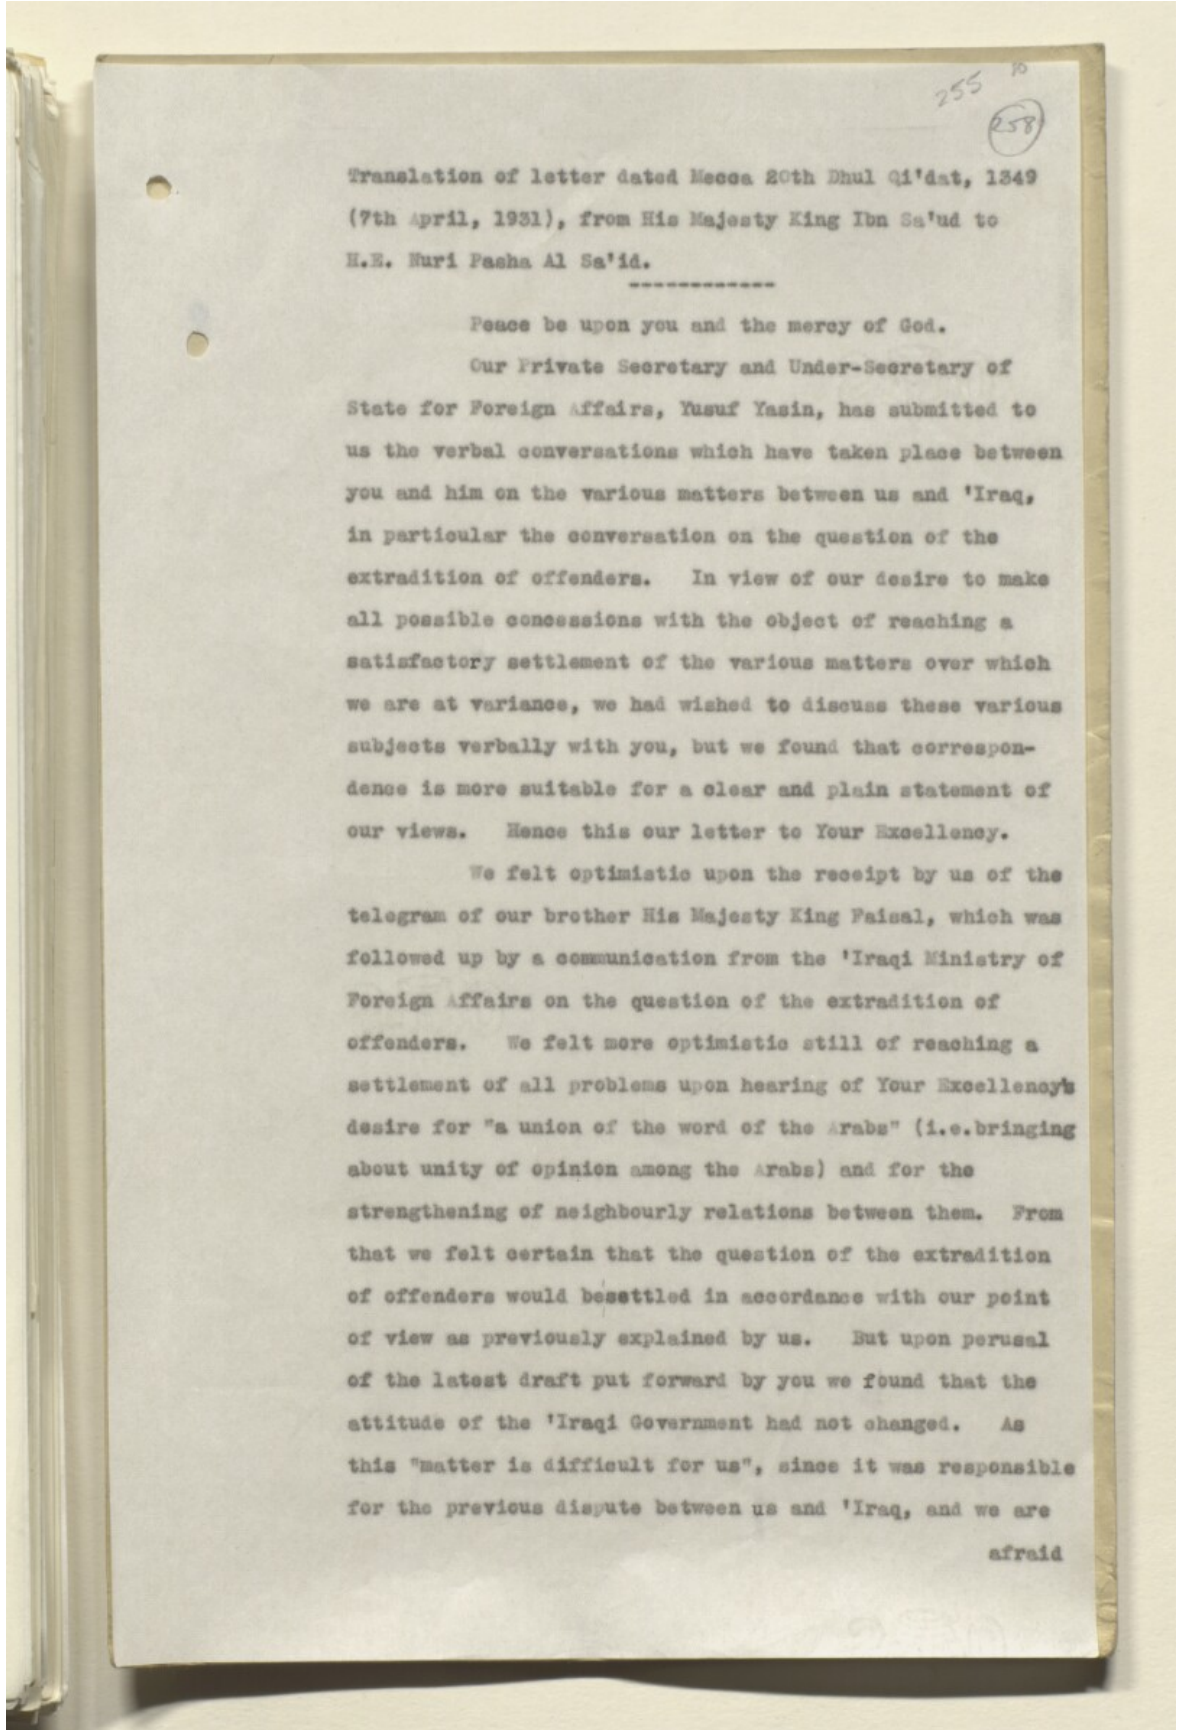 255
258
Translation of letter dated Mecca 20th Dhul Qi'dat, 1349
(7th April, 1931), from His Majesty King Ibn Sa'ud to
H.E. Nuri Pasha Al Sa'id.
------------
Peace be upon you and the mercy of God.
Our Private Secretary and Under-Secretary of
State for Foreign Affairs, Yusuf Yasin, has submitted to
us the verbal conversations which have taken place between
you and him on the various matters between us and 'Iraq,
in particular the conversation on the question of the
extradition of offenders. In view of our desire to make
all possible concessions with the object of reaching a
satisfactory settlement of the various matters over which
we are at variance, we had wished to discuss these various
subjects verbally with you, but we found that correspon-
dence is more suitable for a clear and plain statement of
our views. Hence this our letter to Your Excellency.
We felt optimistic upon the receipt by us of the
telegram of our brother His Majesty King Faisal, which was
followed up by a communication from the 'Iraqi Ministry of
Foreign Affairs on the question of the extradition of
offenders. We felt more optimistic still of reaching a
settlement of all problems upon hearing of Your Excellency's
desire for "a union of the word of the Arabs" (i.e.bringing
about unity of opinion among the Arabs) and for the
strengthening of neighbourly relations between them. From
that we felt certain that the question of the extradition
of offenders would be settled in accordance with our point
of view as previously explained by us. But upon perusal
of the latest draft put forward by you we found that the
attitude of the 'Iraqi Government had not changed. As
this "matter is difficult for us", since it was responsible
for the previous dispute between us and 'Iraq, and we are
afraid